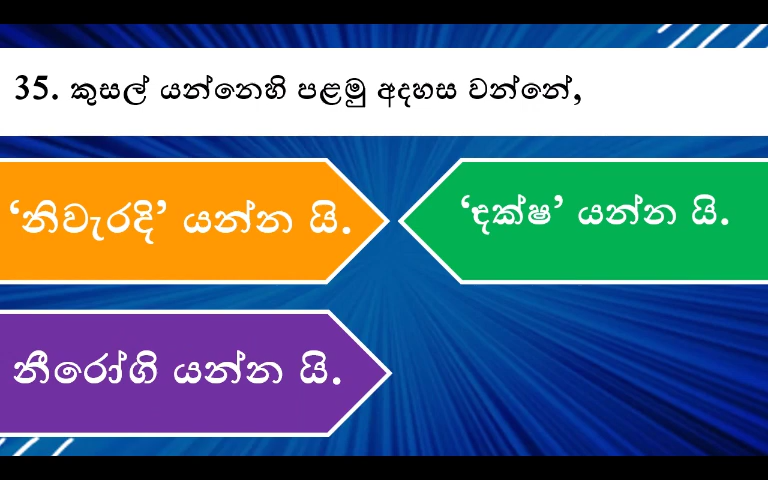 35. කුසල් යන්නෙහි පළමු අදහස වන්නේ,
‘නිවැරදි’ යන්න යි.
‘දක්ෂ’ යන්න යි.
නීරෝගි යන්න යි.